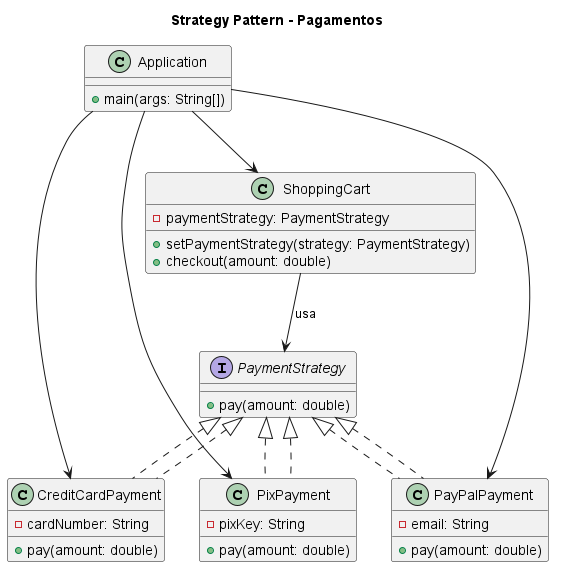 Strategy Pattern - Pagamentos
C Application
main(args: String[])
C ShoppingCart
paymentStrategy: PaymentStrategy
setPaymentStrategy(strategy: PaymentStrategy)
checkout(amount: double)
usa
I PaymentStrategy
pay(amount: double)
C CreditCardPayment
cardNumber: String
pay(amount: double)
C PixPayment
pixKey: String
pay(amount: double)
C PayPalPayment
email: String
pay(amount: double)